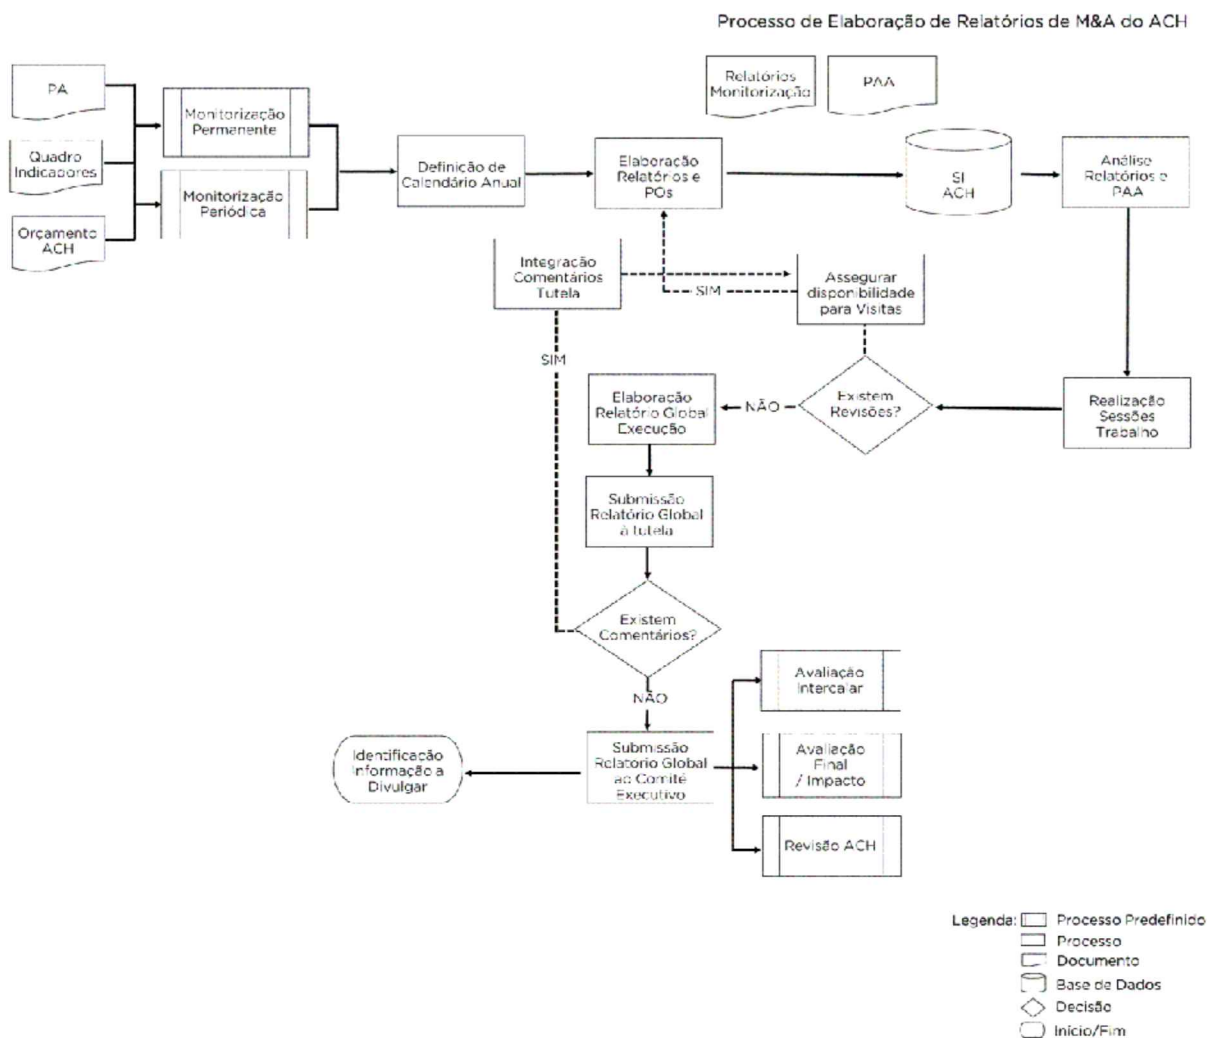 Processo de Elaboração de Relatórios de M&A do ACH
PA
Quadro
Indicadores
Orçamento
ACH
Monitorização
Permanente
Monitorização
Periódica
Definição de
Calendário Anual
Elaboração
Relatórios e
POs
Relatórios
Monitorização
PAA
SI
ACH
Análise
Relatórios e
PAA
Integração
Comentários
Tutela
SIM
Assegurar
disponibilidade
para Visitas
SIM
Elaboração
Relatório Global
Execução
NÃO
Existem
Revisões?
Realização
Sessões
Trabalho
Submissão
Relatório Global
à tutela
Existem
Comentários?
NÃO
Identificação
Informação a
Divulgar
Submissão
Relatorio Global
ao Comité
Executivo
Avaliação
Intercalar
Avaliação
Final
/ Impacto
Revisão ACH
Legenda:
Processo Predefinido
Processo
Documento
Base de Dados
Decisão
Início/Fim